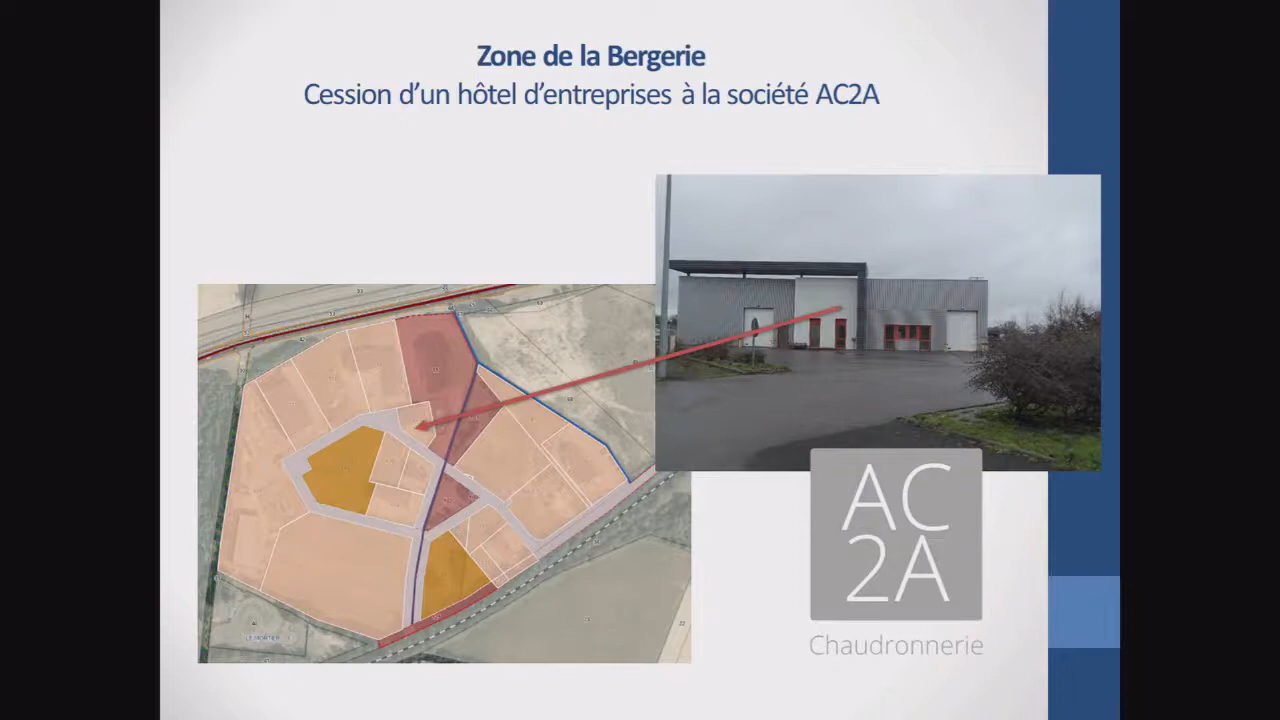 Zone de la Bergerie
Cession d’un hôtel d’entreprises à la société AC2A
AC
2A
Chaudronnerie